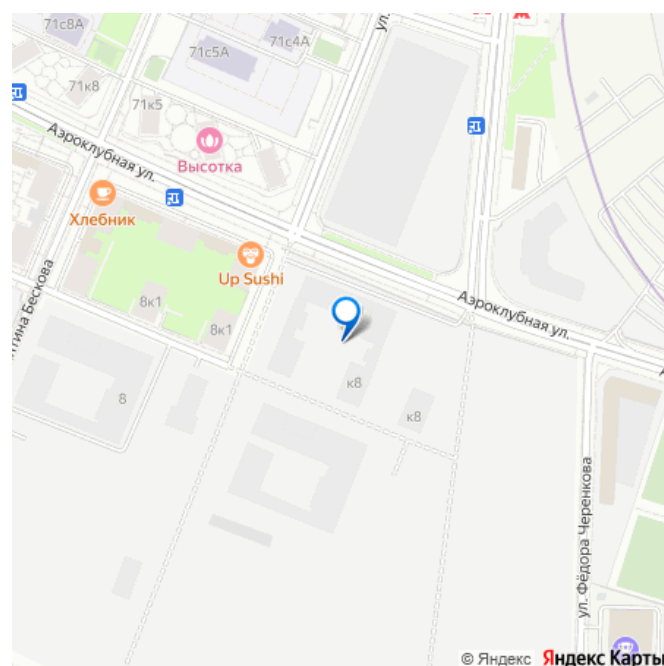 71с8А
71с4А
71с5А
ул.
М
71к8
71к5
Аэроклубная ул.
Высотка
Хлебник
Up Sushi
8к1
8к1
Аэроклубная ул.
к8
к8
8
тина Бескова
ул. Фёдора Черенкова
© Яндекс Яндекс Карты